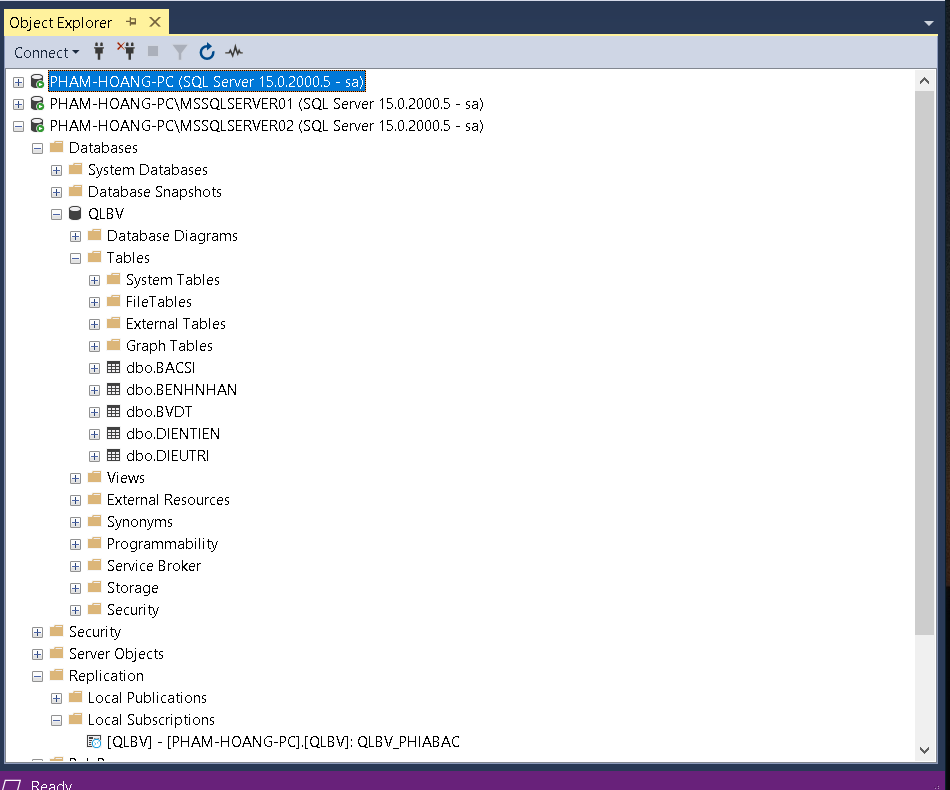 Object Explorer
Connect
PHAM-HOANG-PC (SQL Server 15.0.2000.5 - sa)
PHAM-HOANG-PC\MSSQLSERVER01 (SQL Server 15.0.2000.5 - sa)
PHAM-HOANG-PC\MSSQLSERVER02 (SQL Server 15.0.2000.5 - sa)
Databases
System Databases
Database Snapshots
QLBV
Database Diagrams
Tables
System Tables
FileTables
External Tables
Graph Tables
dbo.BACSI
dbo.BENHNHAN
dbo.BVDT
dbo.DIENTIEN
dbo.DIEUTRI
Views
External Resources
Synonyms
Programmability
Service Broker
Storage
Security
Security
Server Objects
Replication
Local Publications
Local Subscriptions
[QLBV] - [PHAM-HOANG-PC].[QLBV]: QLBV_PHIABAC
Ready